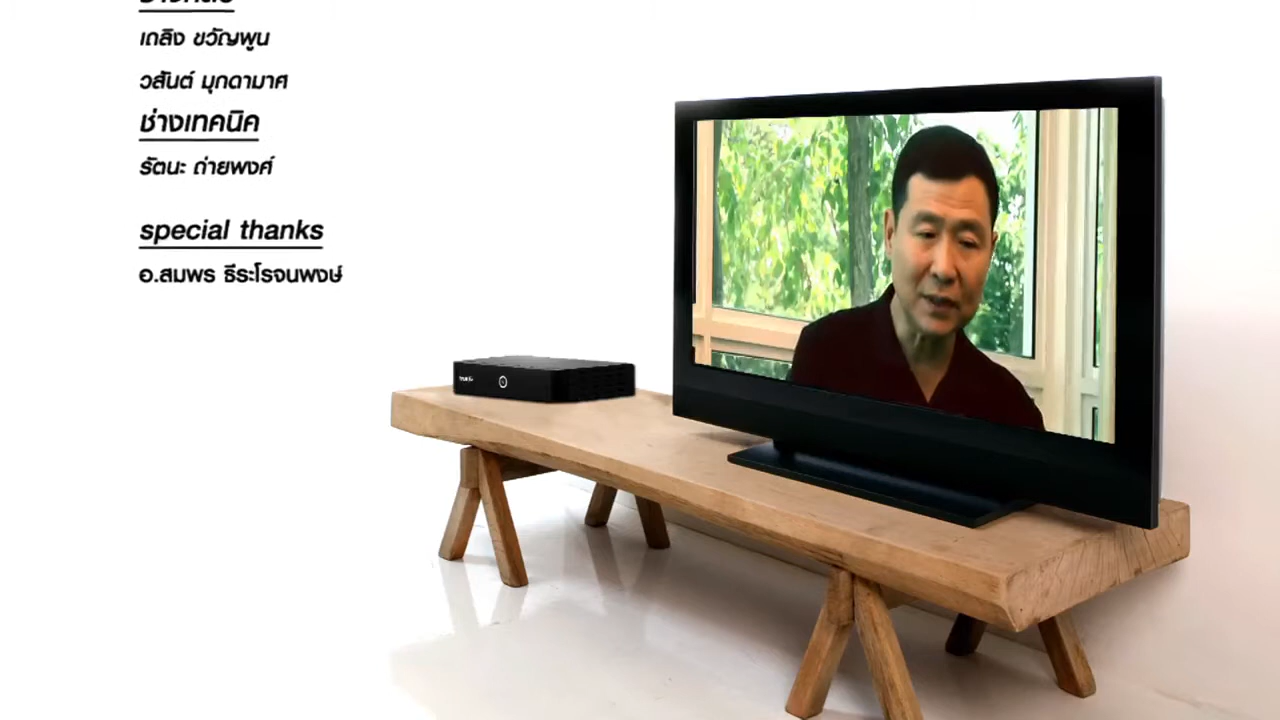 เถลิง ขวัญพูน
วสันต์ มุกดามาศ
ช่างเทคนิค
รัตนะ ถ่ายพงศ์
special thanks
อ.สมพร ธีระโรจนพงษ์